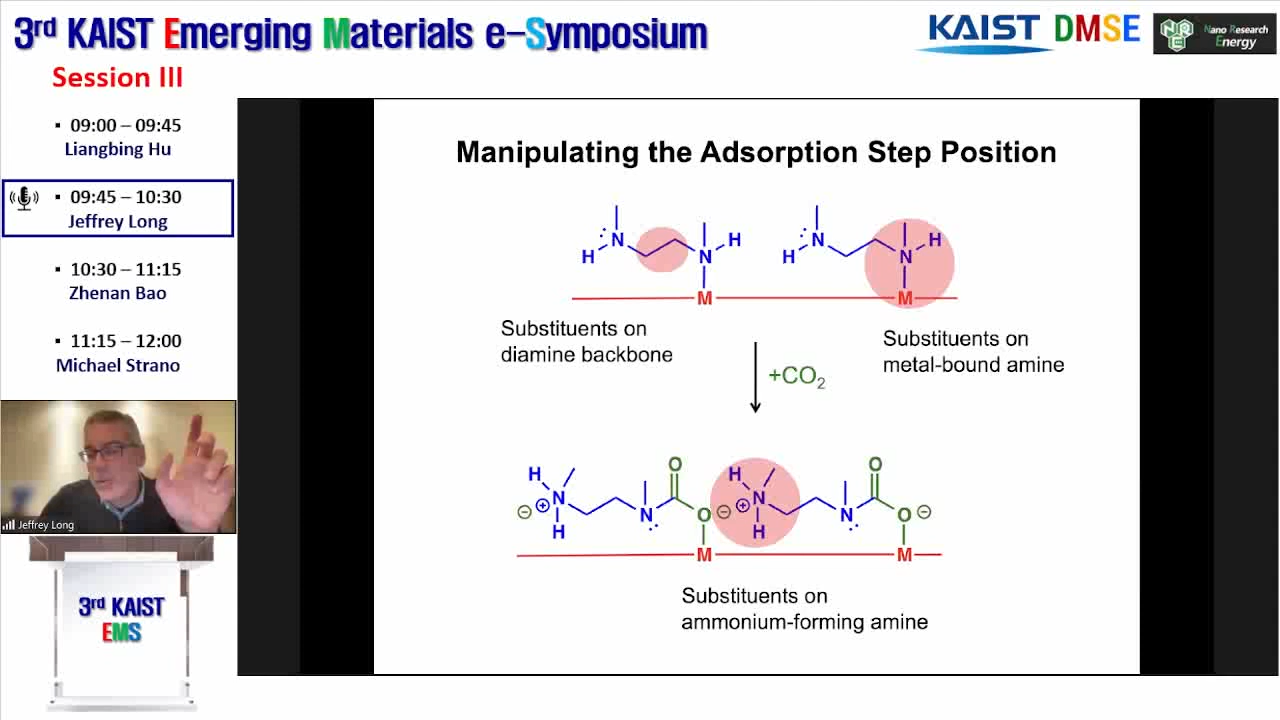 3rd KAIST Emerging Materials e-Symposium
KAIST DMSE
NRE
Nano Research
Energy
Session III
▪ 09:00 – 09:45
Liangbing Hu
▪ 09:45 – 10:30
Jeffrey Long
▪ 10:30 – 11:15
Zhenan Bao
▪ 11:15 – 12:00
Michael Strano
Jeffrey Long
3rd KAIST
EMS
Manipulating the Adsorption Step Position
H N N H H N N H
M M
Substituents on
diamine backbone
Substituents on
metal-bound amine
+CO₂
O O
H H
⊖ ⊕ N N O ⊖ ⊕ N N O ⊖
H H
M M
Substituents on
ammonium-forming amine